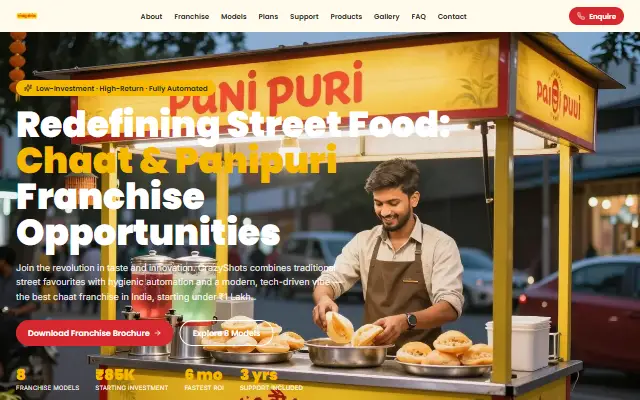 About Franchise Models Plans Support Products Gallery FAQ Contact
Enquire
Low-Investment · High-Return · Fully Automated
PUNI PURI
Redefining Street Food:
Chaat & Panipuri
Franchise
Opportunities
Join the revolution in taste and innovation. CrazyShots combines traditional
street favourites with hygienic automation and a modern, tech-driven vibe —
the best chaat franchise in India, starting under ₹1 Lakh.
Download Franchise Brochure →
Explore 8 Models
8
FRANCHISE MODELS
₹85K
STARTING INVESTMENT
6 mo
FASTEST ROI
3 yrs
SUPPORT INCLUDED